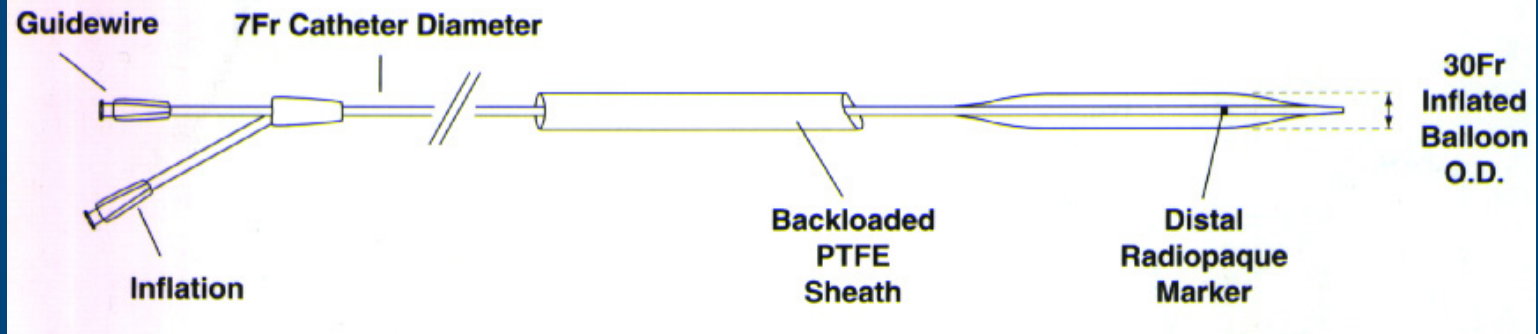 Guidewire
7Fr Catheter Diameter
30Fr
Inflated
Balloon
O.D.
Backloaded
PTFE
Sheath
Distal
Radiopaque
Marker
Inflation